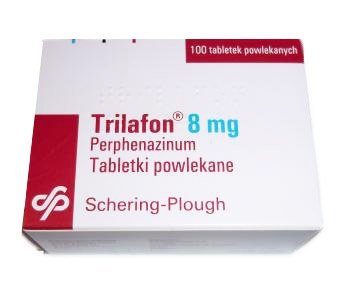 100 tabletek powlekanych
Trilafon® 8 mg
Perphenazinum
Tabletki powlekane
Schering-Plough